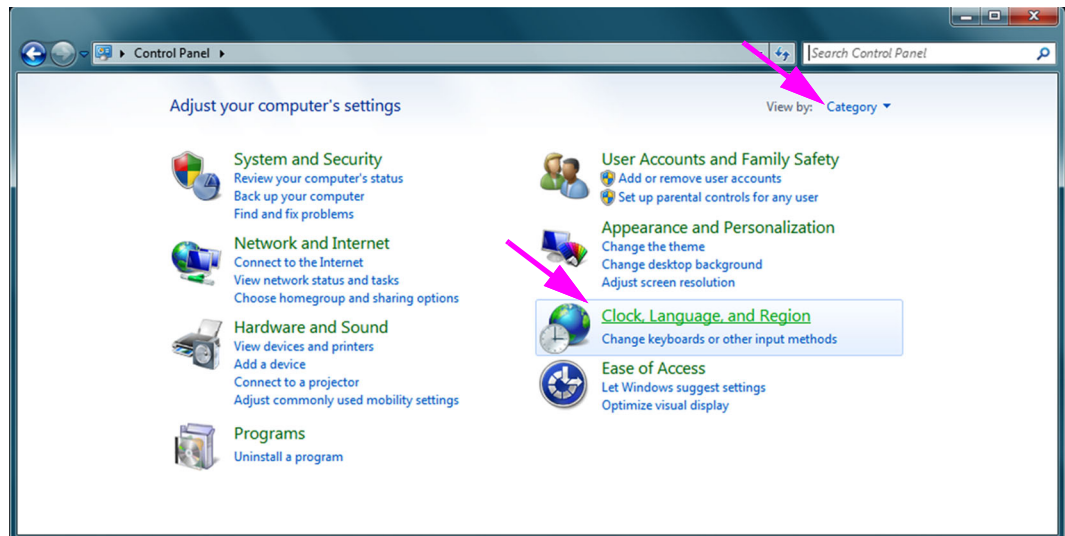 Control Panel
Search Control Panel
Adjust your computer's settings
View by: Category
System and Security
Review your computer's status
Back up your computer
Find and fix problems
Network and Internet
Connect to the Internet
View network status and tasks
Choose homegroup and sharing options
Hardware and Sound
View devices and printers
Add a device
Connect to a projector
Adjust commonly used mobility settings
Programs
Uninstall a program
User Accounts and Family Safety
Add or remove user accounts
Set up parental controls for any user
Appearance and Personalization
Change the theme
Change desktop background
Adjust screen resolution
Clock, Language, and Region
Change keyboards or other input methods
Ease of Access
Let Windows suggest settings
Optimize visual display